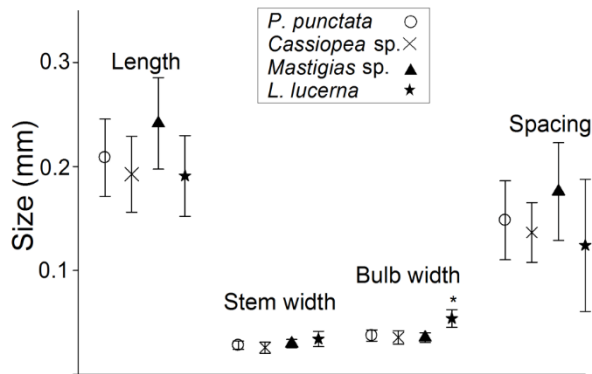 P. punctata
Cassiopea sp.
Mastigias sp.
L. lucerna
Length
Spacing
Bulb width
Stem width
*
Size (mm)
0.3
0.2
0.1